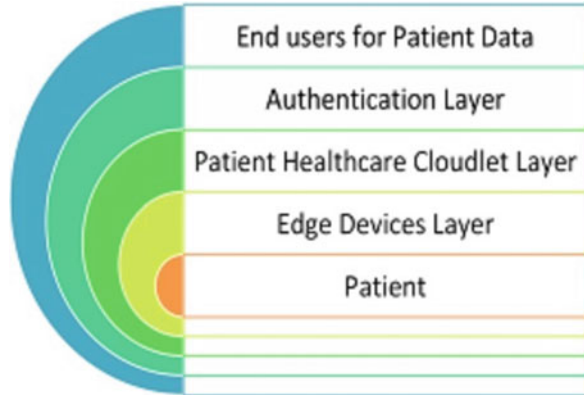 End users for Patient Data
Authentication Layer
Patient Healthcare Cloudlet Layer
Edge Devices Layer
Patient